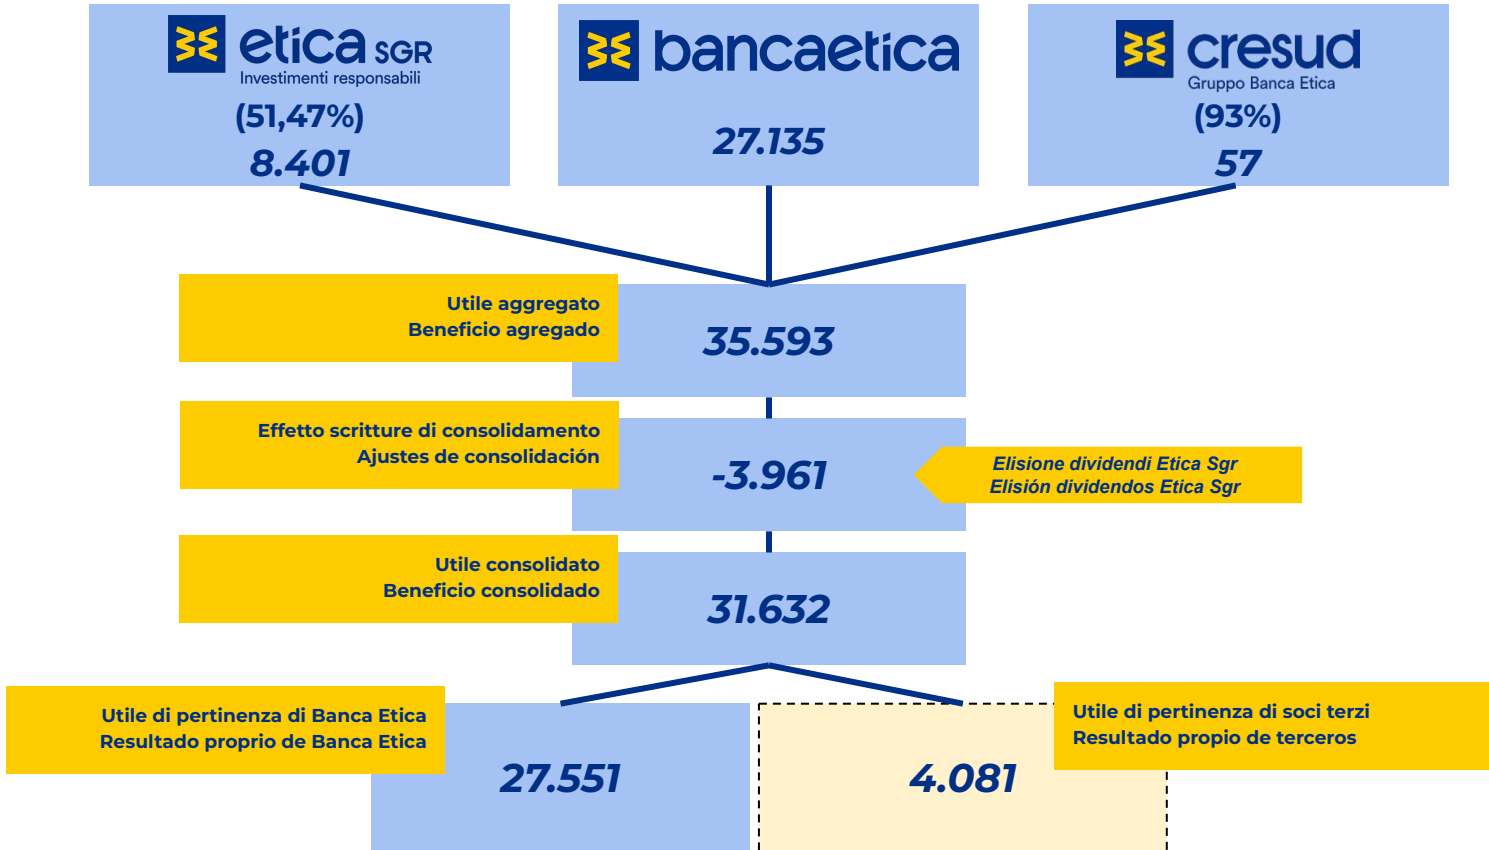 etica SGR
Investimenti responsabili
(51,47%)
8.401
bancaetica
27.135
cresud
Gruppo Banca Etica
(93%)
57
Utile aggregato
Beneficio agregado
35.593
Effetto scritture di consolidamento
Ajustes de consolidación
-3.961
Elisione dividendi Etica Sgr
Elisión dividendos Etica Sgr
Utile consolidato
Beneficio consolidado
31.632
Utile di pertinenza di Banca Etica
Resultado proprio de Banca Etica
27.551
4.081
Utile di pertinenza di soci terzi
Resultado propio de terceros